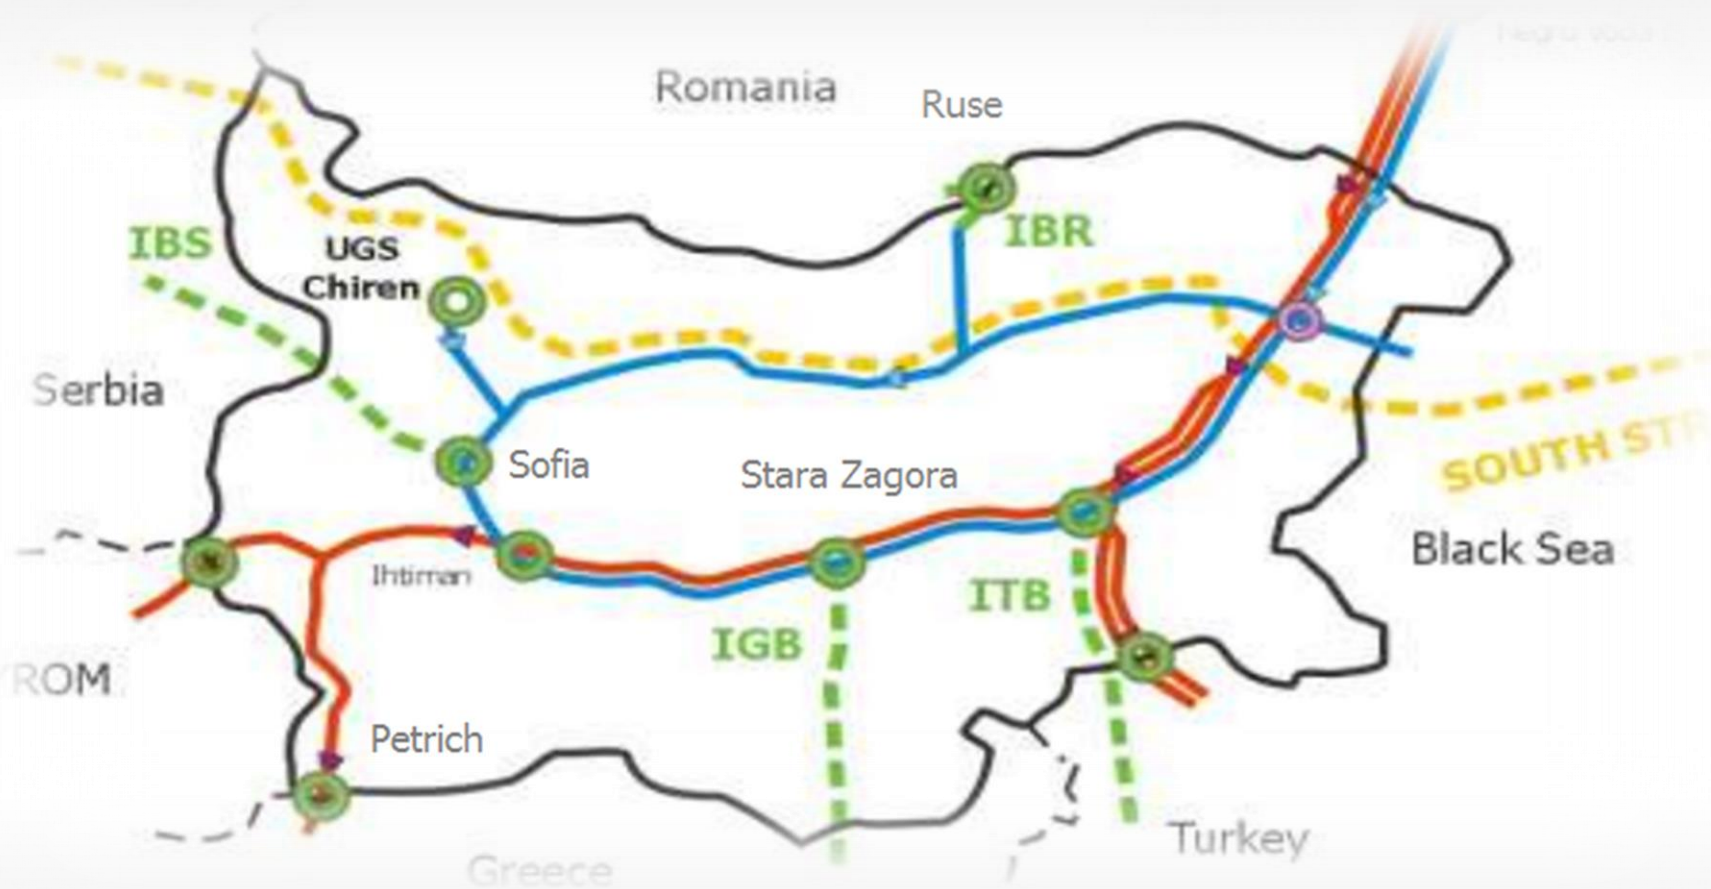 Romania
Ruse
IBS
UGS
Chiren
IBR
Serbia
Sofia
Stara Zagora
SOUTH STR
Black Sea
Ihtiman
ITB
IGB
ROM
Petrich
Turkey
Greece